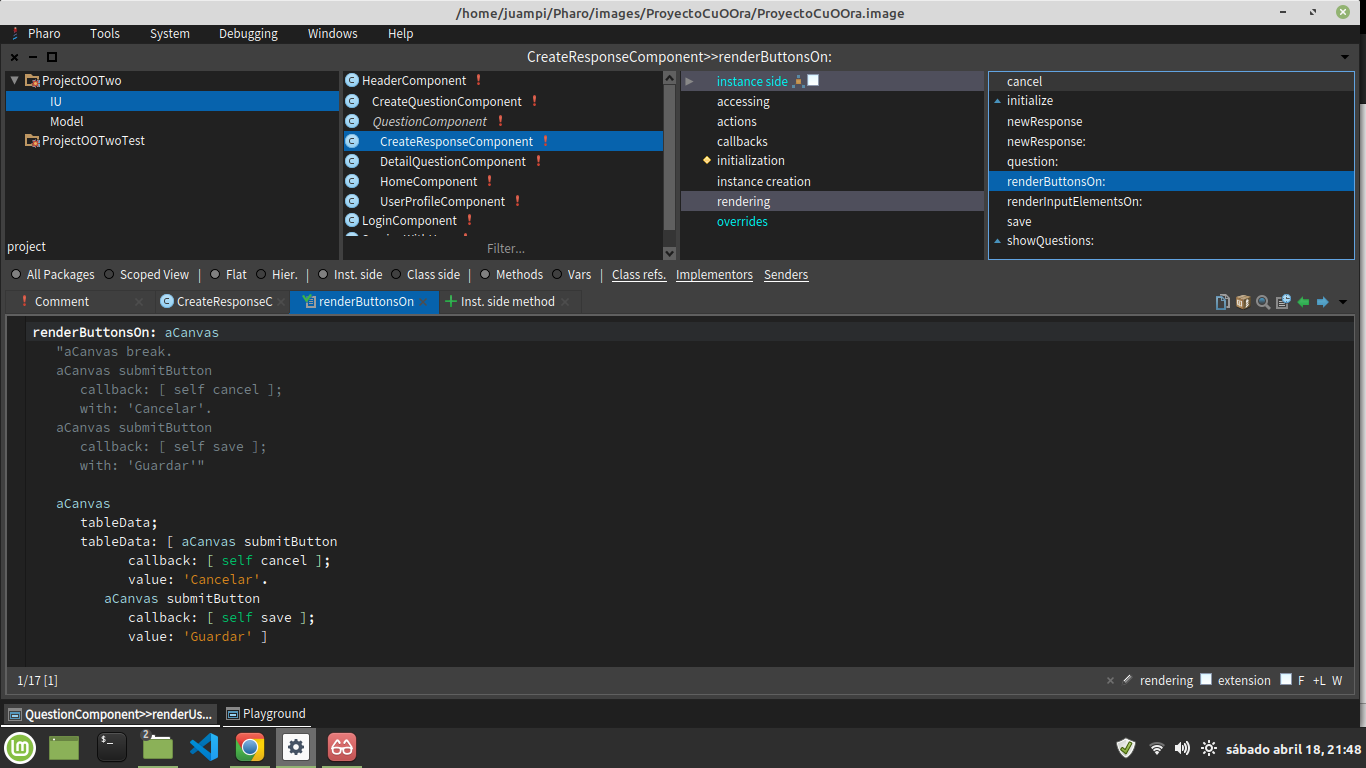 /home/juampi/Pharo/images/ProyectoCuOOra/ProyectoCuOOra.image
Pharo Tools System Debugging Windows Help
CreateResponseComponent>>renderButtonsOn:
ProjectOOTwo
IU
Model
ProjectOOTwoTest
project
HeaderComponent !
CreateQuestionComponent !
QuestionComponent !
CreateResponseComponent !
DetailQuestionComponent !
HomeComponent !
UserProfileComponent !
LoginComponent !
Filter...
instance side
accessing
actions
callbacks
initialization
instance creation
rendering
overrides
cancel
initialize
newResponse
newResponse:
question:
renderButtonsOn:
renderInputElementsOn:
save
showQuestions:
All Packages Scoped View | Flat Hier. | Inst. side Class side | Methods Vars | Class refs. Implementors Senders
! Comment × CreateResponseC × renderButtonsOn × + Inst. side method ×
renderButtonsOn: aCanvas
"aCanvas break.
aCanvas submitButton
callback: [ self cancel ];
with: 'Cancelar'.
aCanvas submitButton
callback: [ self save ];
with: 'Guardar'"
aCanvas
tableData;
tableData: [ aCanvas submitButton
callback: [ self cancel ];
value: 'Cancelar'.
aCanvas submitButton
callback: [ self save ];
value: 'Guardar' ]
1/17 [1]
× rendering extension F +L W
QuestionComponent>>renderUs... Playground
2
sábado abril 18, 21:48